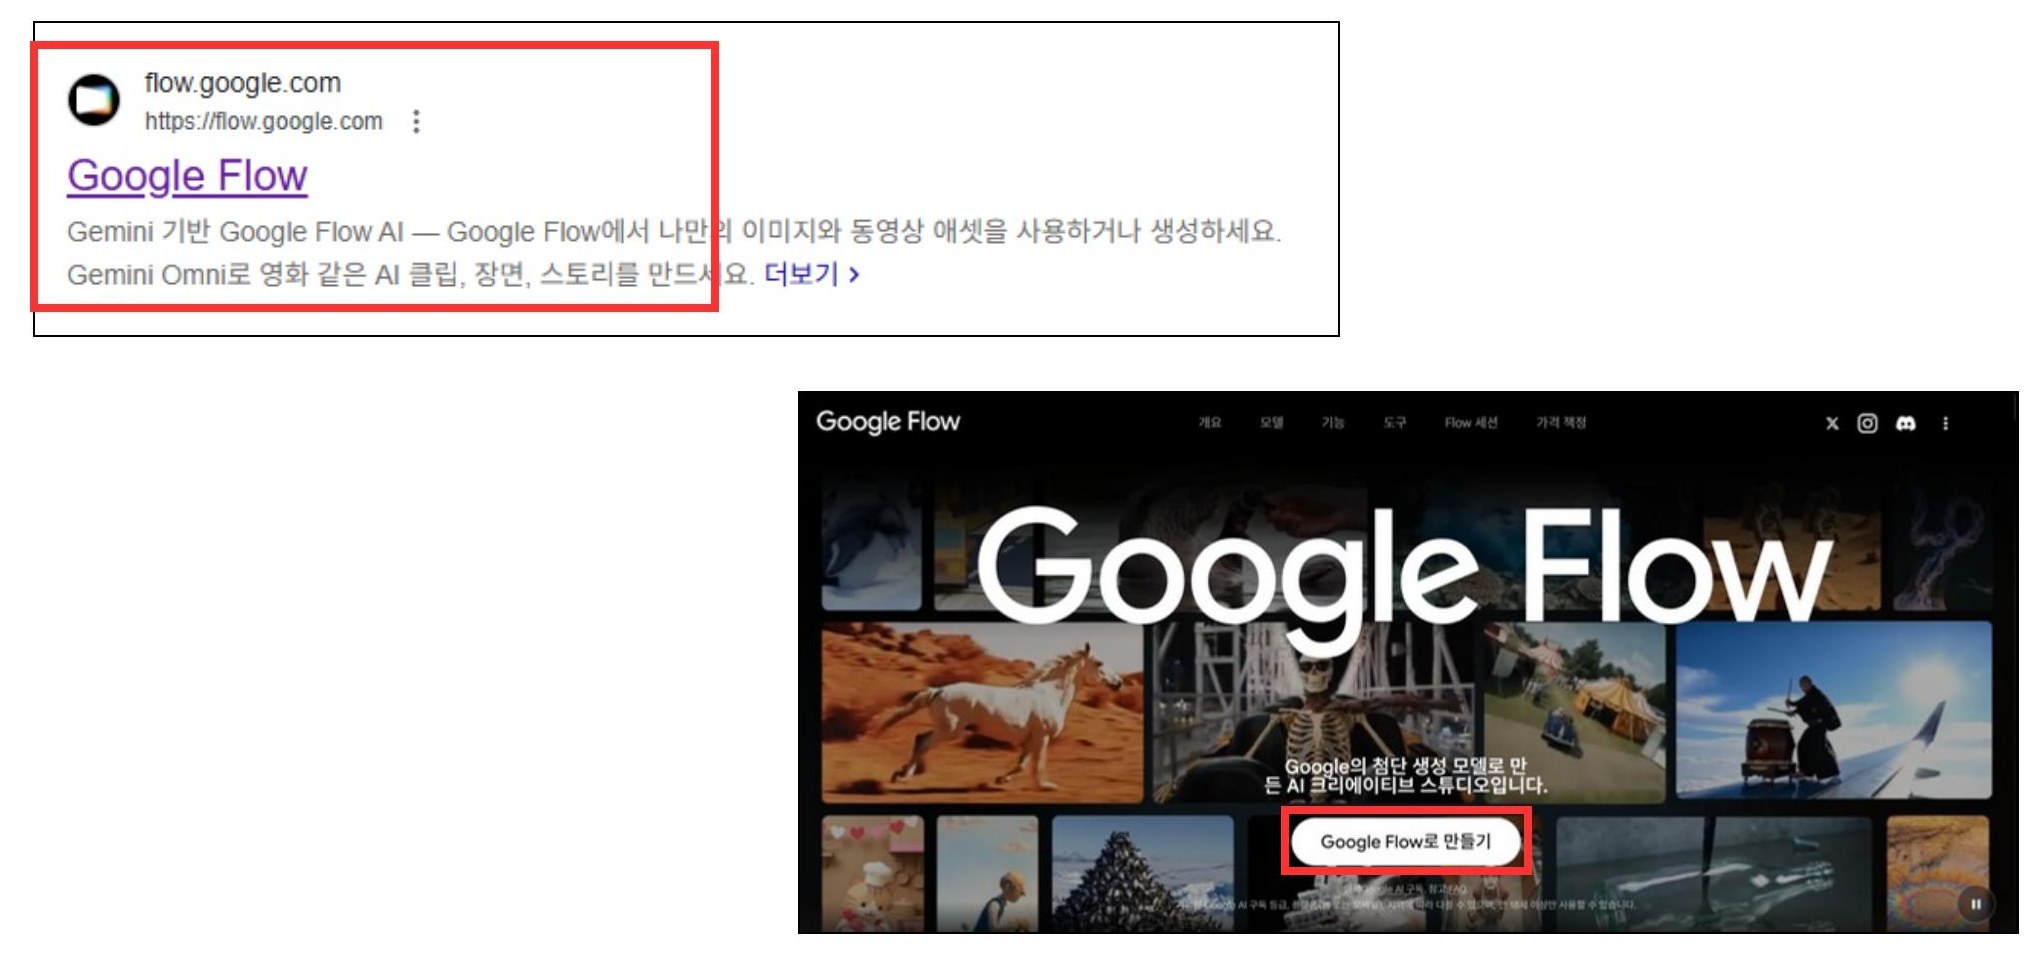 flow.google.com
https://flow.google.com
Google Flow
Gemini 기반 Google Flow AI — Google Flow에서 나만의 이미지와 동영상 애셋을 사용하거나 생성하세요.
Gemini Omni로 영화 같은 AI 클립, 장면, 스토리를 만드세요. 더보기 >
Google Flow 개요 모델 기능 도구 Flow 세션 가격 책정
Google Flow
Google의 첨단 생성 모델로 만
든 AI 크리에이티브 스튜디오입니다.
Google Flow로 만들기